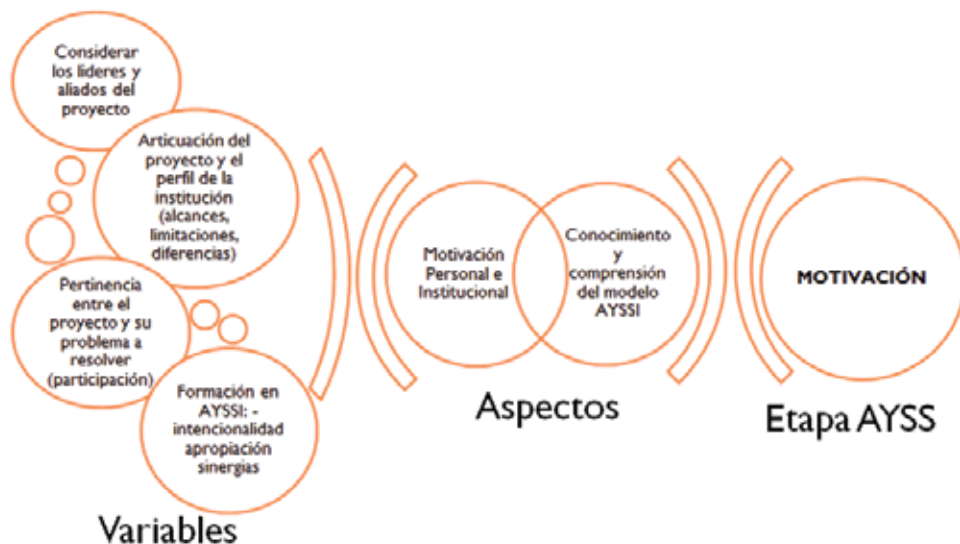 Considerar
los lideres y
aliados del
proyecto
Articuación del
proyecto y el
perfil de la
institución
(alcances,
limitaciones,
diferencias)
Pertinencia
entre el
proyecto y su
problema a
resolver
(participación)
Formación en
AYSSI: -
intencionalidad
apropiación
sinergias
Variables
Motivación
Personal e
Institucional
Conocimiento
y
comprensión
del modelo
AYSSI
Aspectos
MOTIVACIÓN
Etapa AYSS